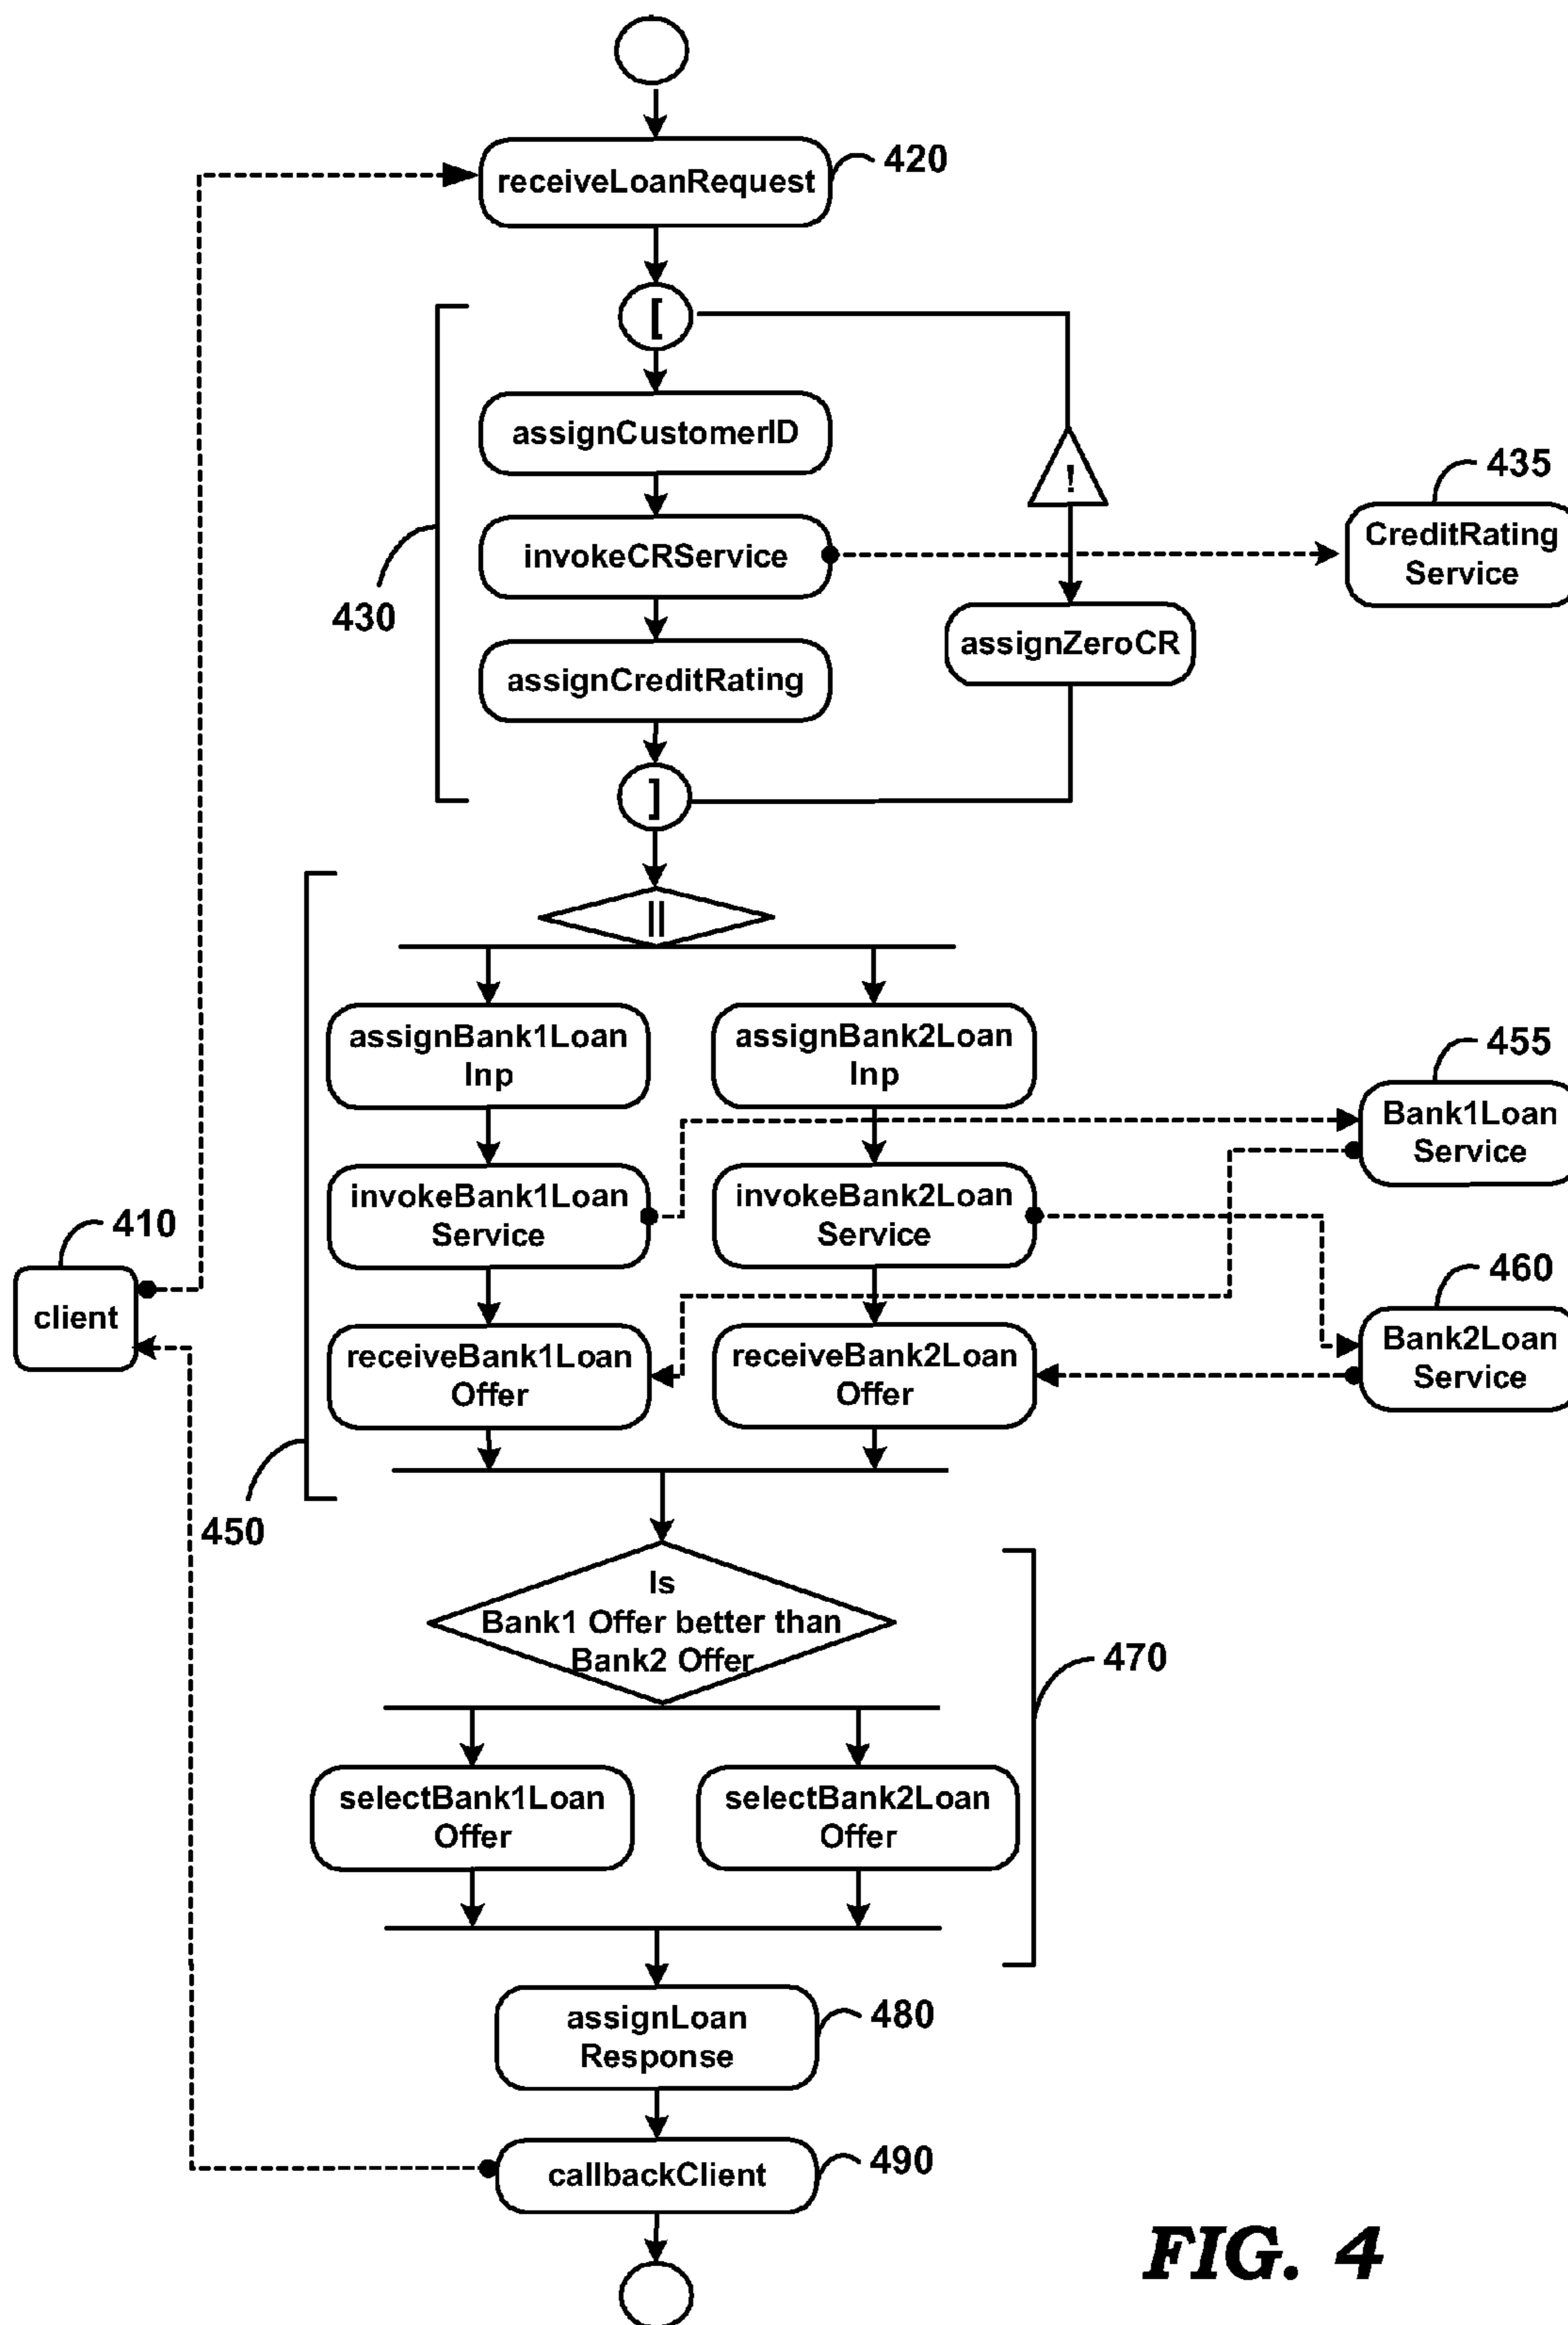 receiveLoanRequest
420
[
assignCustomerID
!
435
CreditRating
Service
invokeCRService
430
assignZeroCR
assignCreditRating
]
||
assignBank1Loan
Inp
assignBank2Loan
Inp
455
Bank1Loan
Service
invokeBank1Loan
Service
invokeBank2Loan
Service
410
client
460
Bank2Loan
Service
receiveBank1Loan
Offer
receiveBank2Loan
Offer
450
Is
Bank1 Offer better than
Bank2 Offer
470
selectBank1Loan
Offer
selectBank2Loan
Offer
assignLoan
Response
480
callbackClient
490
FIG. 4